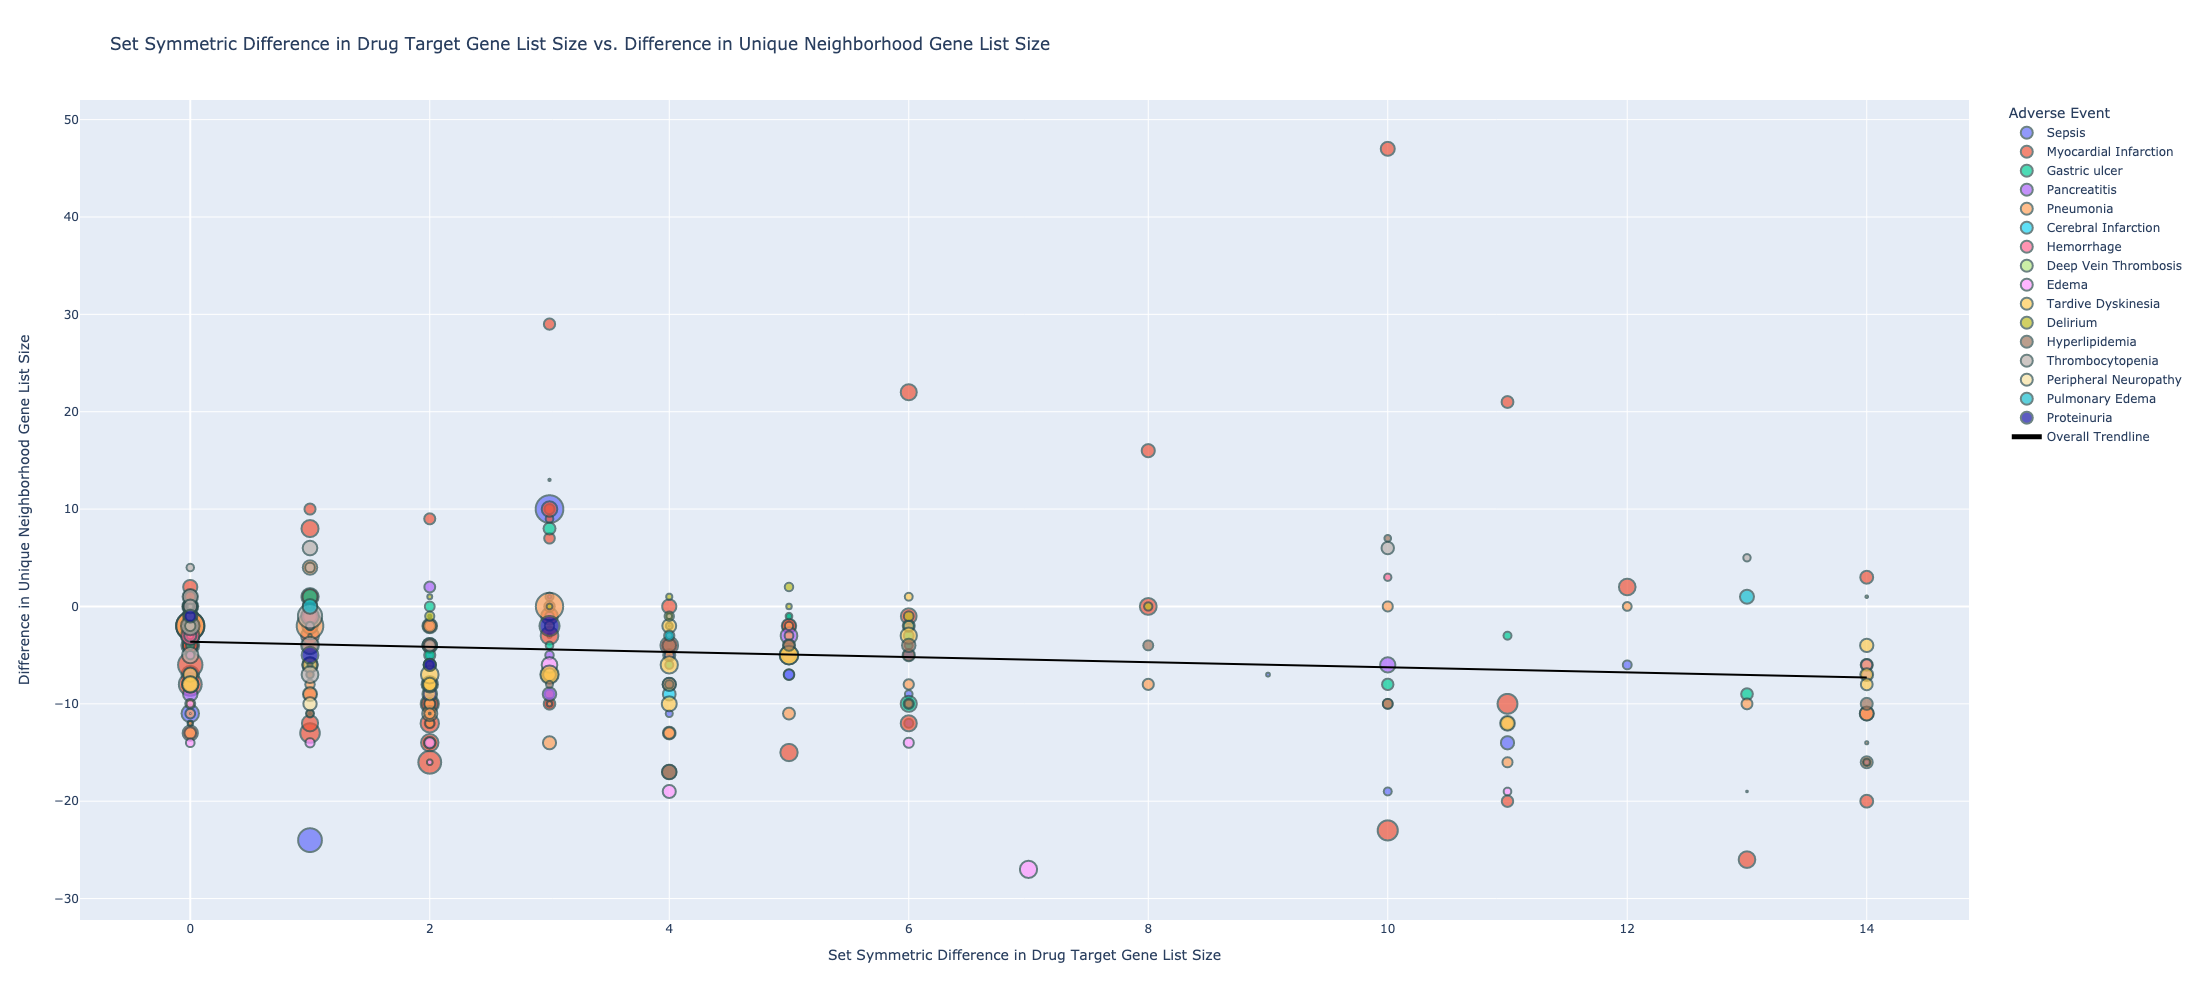 Set Symmetric Difference in Drug Target Gene List Size vs. Difference in Unique Neighborhood Gene List Size
Difference in Unique Neighborhood Gene List Size
50
40
30
20
10
0
−10
−20
−30
0
2
4
6
8
10
12
14
Set Symmetric Difference in Drug Target Gene List Size
Adverse Event
Sepsis
Myocardial Infarction
Gastric ulcer
Pancreatitis
Pneumonia
Cerebral Infarction
Hemorrhage
Deep Vein Thrombosis
Edema
Tardive Dyskinesia
Delirium
Hyperlipidemia
Thrombocytopenia
Peripheral Neuropathy
Pulmonary Edema
Proteinuria
Overall Trendline